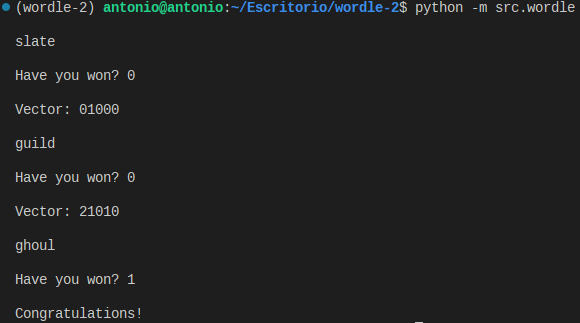 (wordle-2) antonio@antonio:~/Escritorio/wordle-2$ python -m src.wordle
slate
Have you won? 0
Vector: 01000
guild
Have you won? 0
Vector: 21010
ghoul
Have you won? 1
Congratulations!